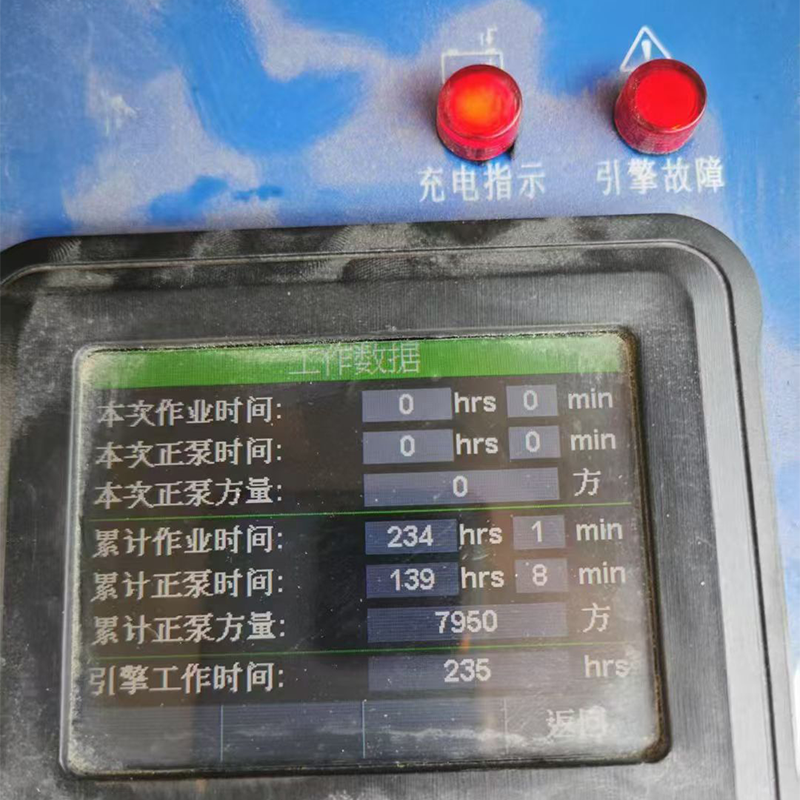 充电指示 引擎故障
工作数据
本次作业时间: 0 hrs 0 min
本次正泵时间: 0 hrs 0 min
本次正泵方量: 0 方
累计作业时间: 234 hrs 1 min
累计正泵时间: 139 hrs 8 min
累计正泵方量: 7950 方
引擎工作时间: 235 hrs
返回